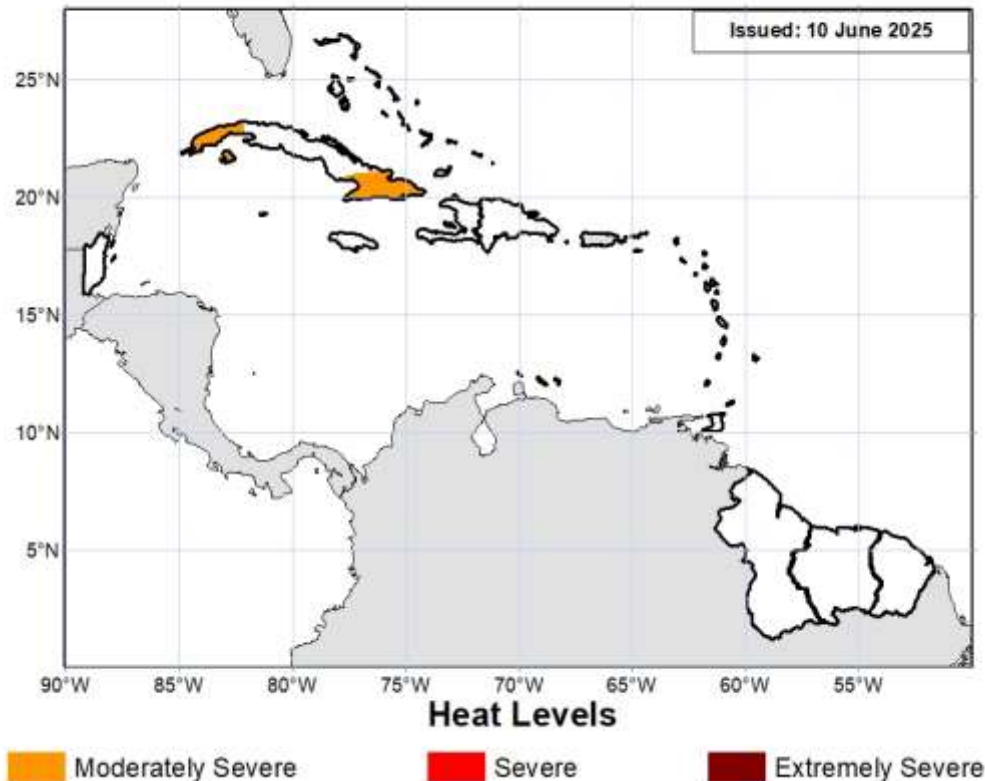 Issued: 10 June 2025
25°N
20°N
15°N
10°N
5°N
90°W 85°W 80°W 75°W 70°W 65°W 60°W 55°W
Heat Levels
Moderately Severe Severe Extremely Severe